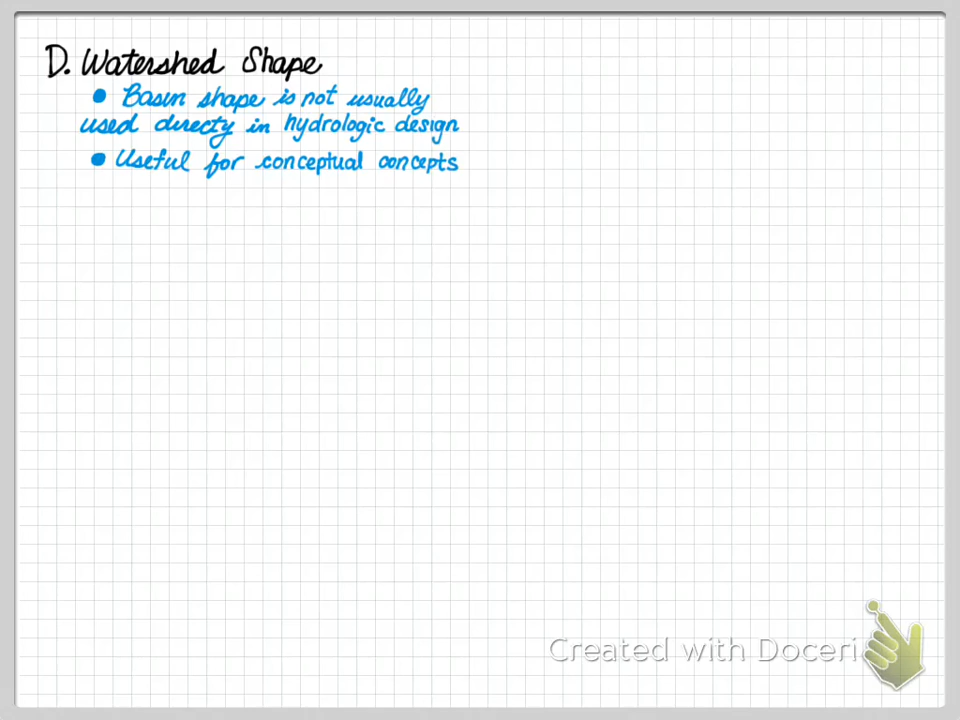 D. Watershed Shape
• Basin shape is not usually
used directy in hydrologic design
• Useful for conceptual concepts
Created with Doceri